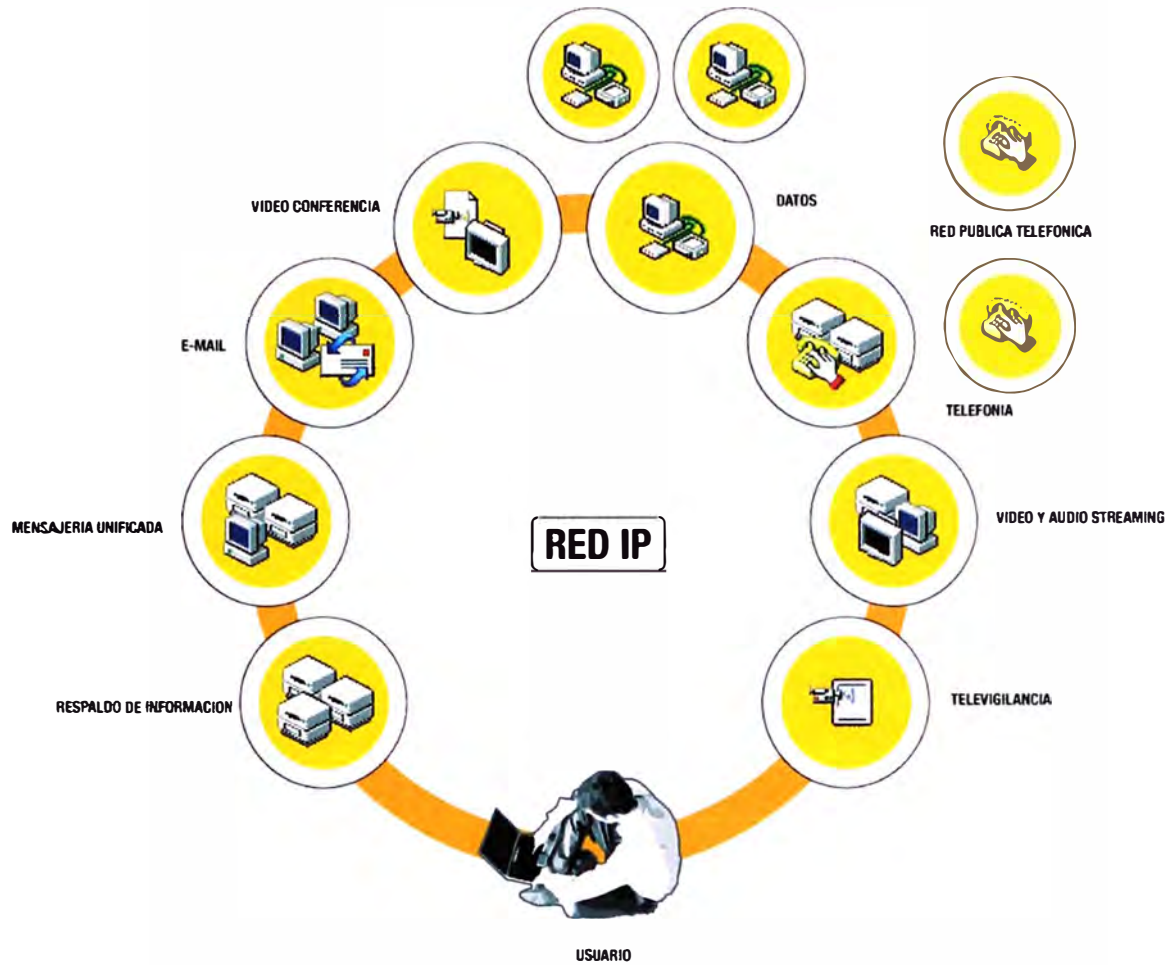 VIDEO CONFERENCIA
DATOS
RED PUBLICA TELEFONICA
E-MAIL
TELEFONIA
MENSAJERIA UNIFICADA
VIDEO Y AUDIO STREAMING
RED IP
RESPALDO DE INFORMACION
TELEVIGILANCIA
USUARIO